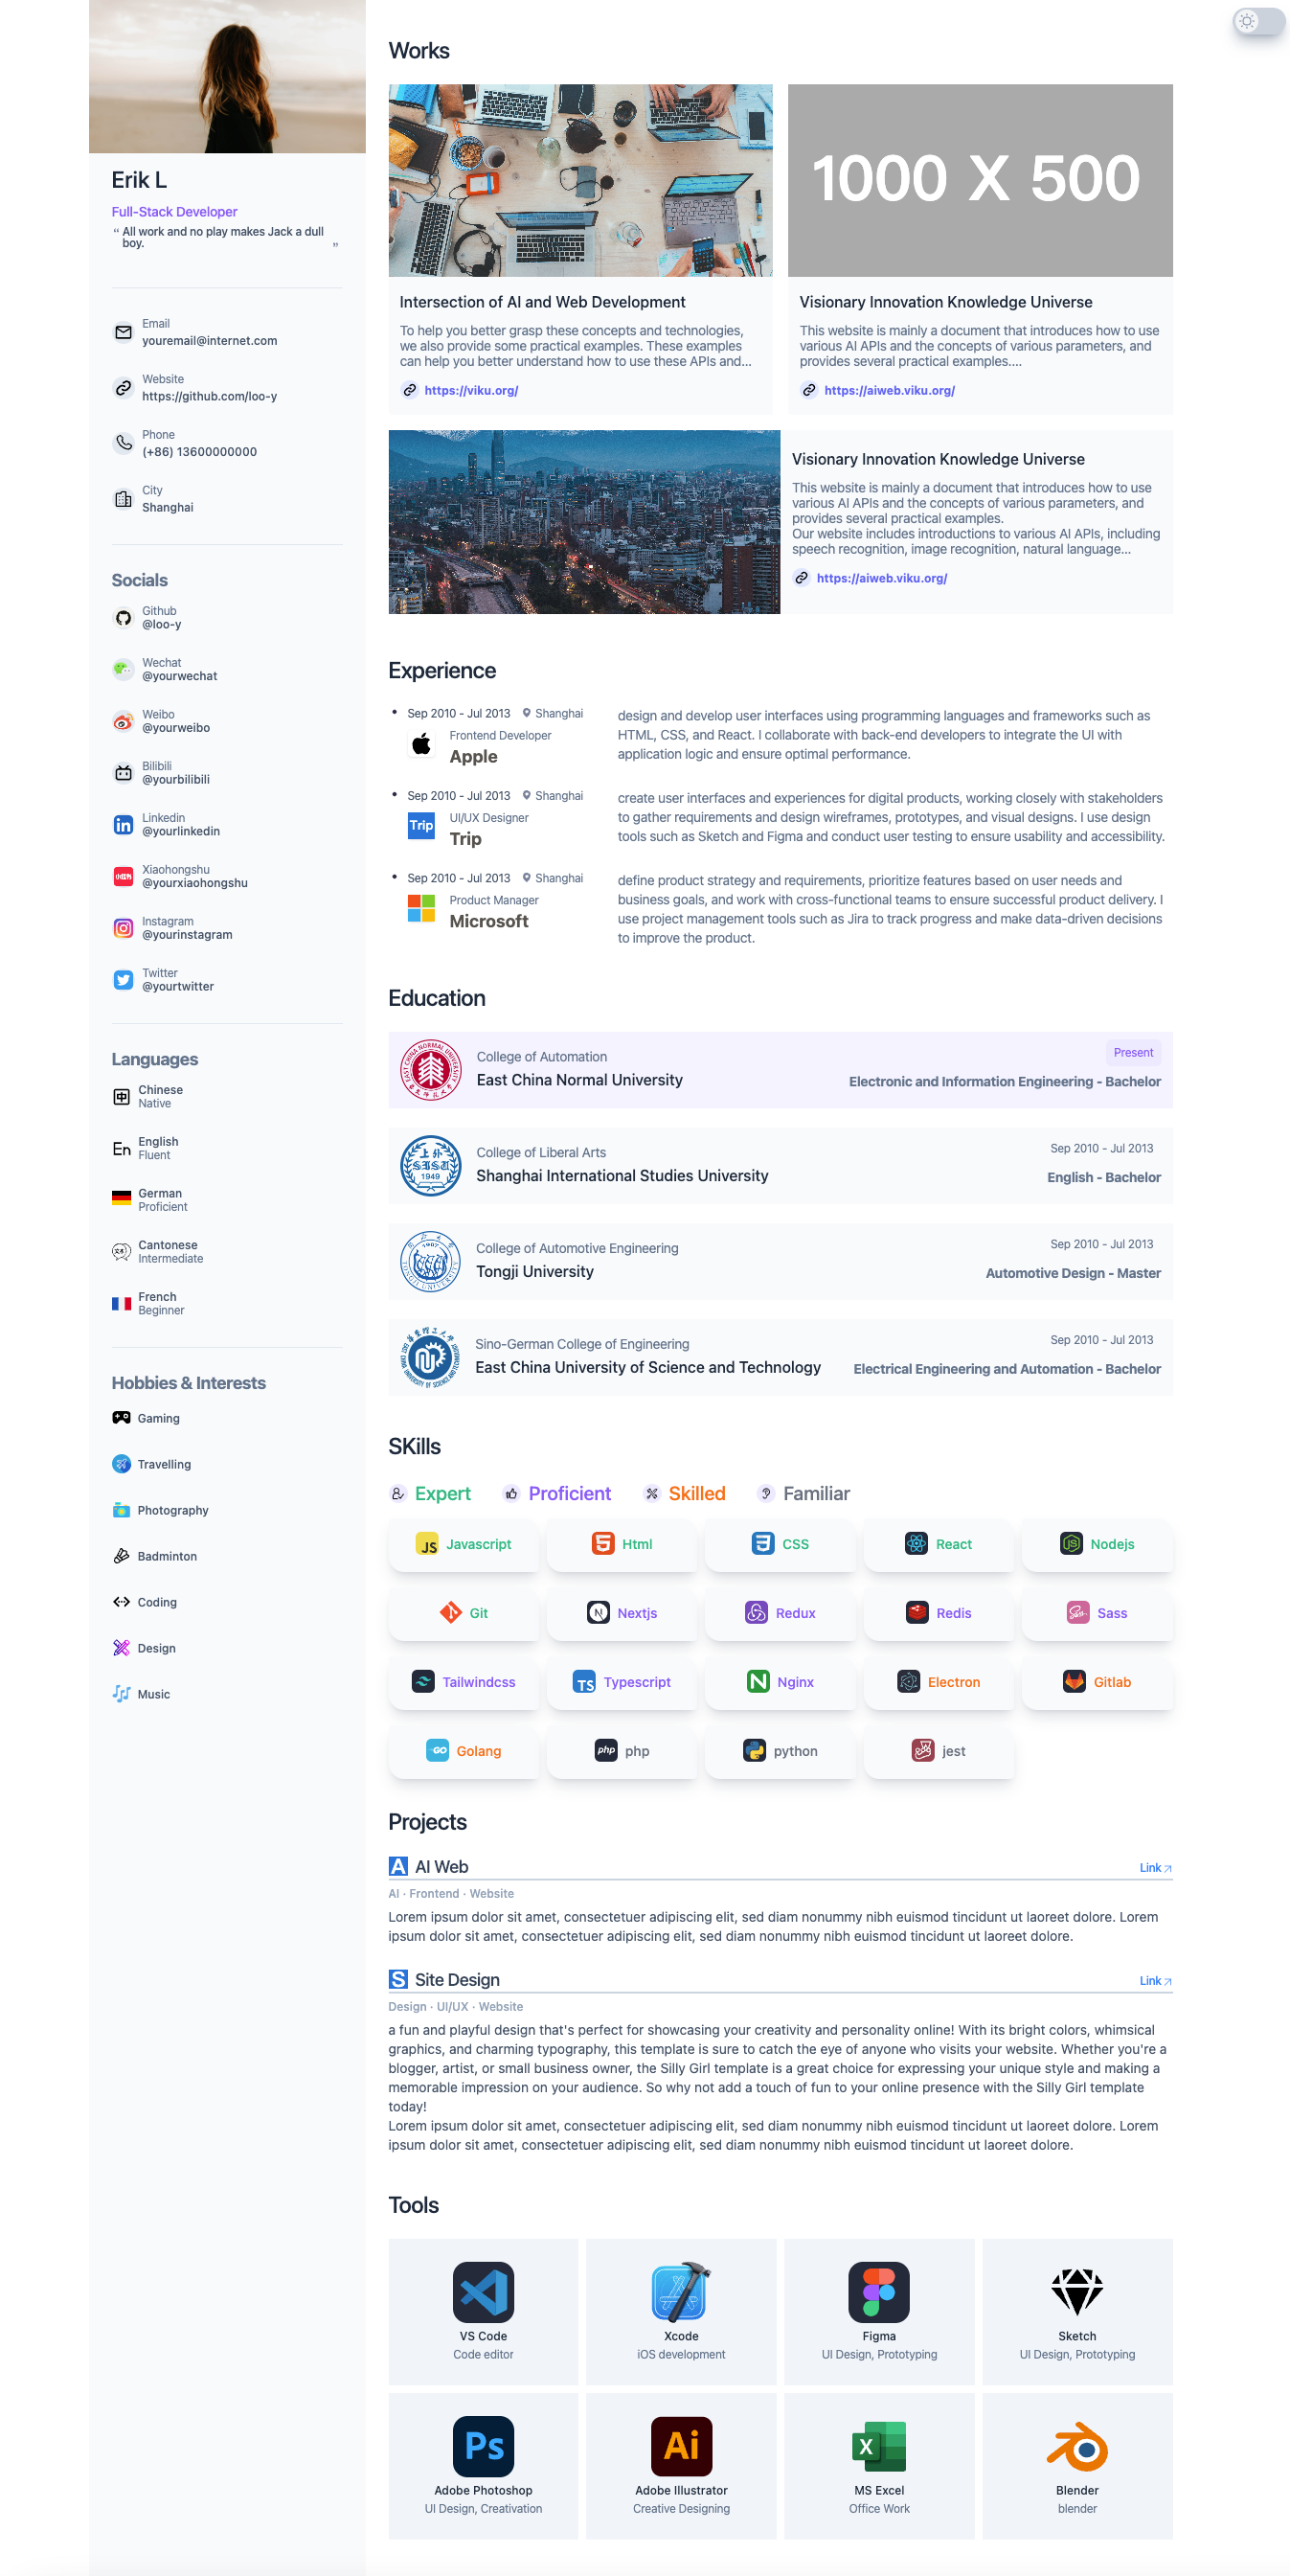 Erik L
Full-Stack Developer
“ All work and no play makes Jack a dull
boy. ”
Email
youremail@internet.com
Website
https://github.com/loo-y
Phone
(+86) 13600000000
City
Shanghai
Socials
Github
@loo-y
Wechat
@yourwechat
Weibo
@yourweibo
Bilibili
@yourbilibili
Linkedin
@yourlinkedin
Xiaohongshu
@yourxiaohongshu
Instagram
@yourinstagram
Twitter
@yourtwitter
Languages
Chinese
Native
English
Fluent
German
Proficient
Cantonese
Intermediate
French
Beginner
Hobbies & Interests
Gaming
Travelling
Photography
Badminton
Coding
Design
Music
Works
Intersection of AI and Web Development
To help you better grasp these concepts and technologies,
we also provide some practical examples. These examples
can help you better understand how to use these APIs and...
https://viku.org/
1000 X 500
Visionary Innovation Knowledge Universe
This website is mainly a document that introduces how to use
various AI APIs and the concepts of various parameters, and
provides several practical examples....
https://aiweb.viku.org/
Visionary Innovation Knowledge Universe
This website is mainly a document that introduces how to use
various AI APIs and the concepts of various parameters, and
provides several practical examples.
Our website includes introductions to various AI APIs, including
speech recognition, image recognition, natural language...
https://aiweb.viku.org/
Experience
Sep 2010 - Jul 2013 Shanghai
Frontend Developer
Apple
design and develop user interfaces using programming languages and frameworks such as
HTML, CSS, and React. I collaborate with back-end developers to integrate the UI with
application logic and ensure optimal performance.
Sep 2010 - Jul 2013 Shanghai
Trip
UI/UX Designer
Trip
create user interfaces and experiences for digital products, working closely with stakeholders
to gather requirements and design wireframes, prototypes, and visual designs. I use design
tools such as Sketch and Figma and conduct user testing to ensure usability and accessibility.
Sep 2010 - Jul 2013 Shanghai
Product Manager
Microsoft
define product strategy and requirements, prioritize features based on user needs and
business goals, and work with cross-functional teams to ensure successful product delivery. I
use project management tools such as Jira to track progress and make data-driven decisions
to improve the product.
Education
College of Automation
East China Normal University
Present
Electronic and Information Engineering - Bachelor
College of Liberal Arts
Shanghai International Studies University
Sep 2010 - Jul 2013
English - Bachelor
College of Automotive Engineering
Tongji University
Sep 2010 - Jul 2013
Automotive Design - Master
Sino-German College of Engineering
East China University of Science and Technology
Sep 2010 - Jul 2013
Electrical Engineering and Automation - Bachelor
SKills
Expert Proficient Skilled Familiar
JS Javascript Html CSS React Nodejs
Git Nextjs Redux Redis Sass
Tailwindcss TS Typescript Nginx Electron Gitlab
GO Golang php php python jest
Projects
A AI Web Link
AI · Frontend · Website
Lorem ipsum dolor sit amet, consectetuer adipiscing elit, sed diam nonummy nibh euismod tincidunt ut laoreet dolore. Lorem
ipsum dolor sit amet, consectetuer adipiscing elit, sed diam nonummy nibh euismod tincidunt ut laoreet dolore.
S Site Design Link
Design · UI/UX · Website
a fun and playful design that's perfect for showcasing your creativity and personality online! With its bright colors, whimsical
graphics, and charming typography, this template is sure to catch the eye of anyone who visits your website. Whether you're a
blogger, artist, or small business owner, the Silly Girl template is a great choice for expressing your unique style and making a
memorable impression on your audience. So why not add a touch of fun to your online presence with the Silly Girl template
today!
Lorem ipsum dolor sit amet, consectetuer adipiscing elit, sed diam nonummy nibh euismod tincidunt ut laoreet dolore. Lorem
ipsum dolor sit amet, consectetuer adipiscing elit, sed diam nonummy nibh euismod tincidunt ut laoreet dolore.
Tools
VS Code
Code editor
Xcode
iOS development
Figma
UI Design, Prototyping
Sketch
UI Design, Prototyping
Ps
Adobe Photoshop
UI Design, Creativation
Ai
Adobe Illustrator
Creative Designing
X
MS Excel
Office Work
Blender
blender